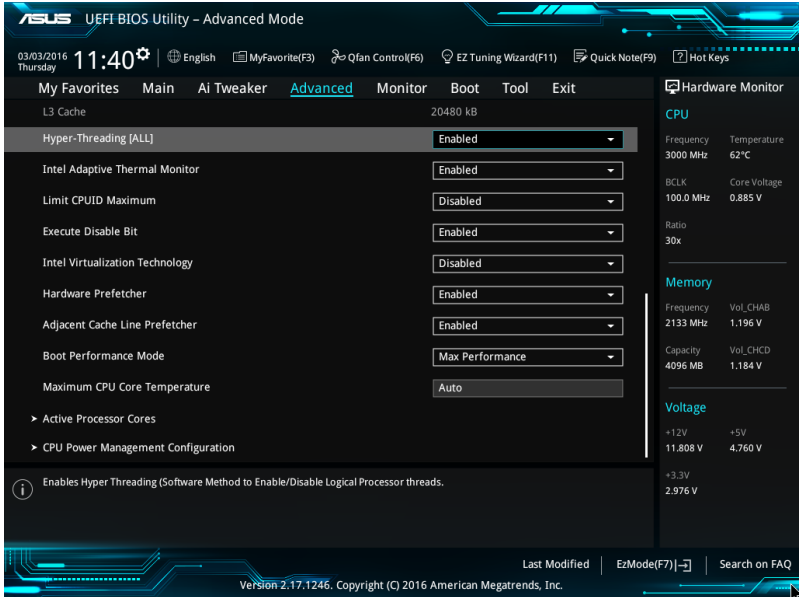 ASUS UEFI BIOS Utility – Advanced Mode
03/03/2016
Thursday
11:40
English
MyFavorite(F3)
Qfan Control(F6)
EZ Tuning Wizard(F11)
Quick Note(F9)
? Hot Keys
My Favorites Main Ai Tweaker Advanced Monitor Boot Tool Exit
Hardware Monitor
L3 Cache 20480 kB
Hyper-Threading [ALL] Enabled
Intel Adaptive Thermal Monitor Enabled
Limit CPUID Maximum Disabled
Execute Disable Bit Enabled
Intel Virtualization Technology Disabled
Hardware Prefetcher Enabled
Adjacent Cache Line Prefetcher Enabled
Boot Performance Mode Max Performance
Maximum CPU Core Temperature Auto
> Active Processor Cores
> CPU Power Management Configuration
CPU
Frequency Temperature
3000 MHz 62°C
BCLK Core Voltage
100.0 MHz 0.885 V
Ratio
30x
Memory
Frequency Vol_CHAB
2133 MHz 1.196 V
Capacity Vol_CHCD
4096 MB 1.184 V
Voltage
+12V +5V
11.808 V 4.760 V
+3.3V
2.976 V
i Enables Hyper Threading (Software Method to Enable/Disable Logical Processor threads.
Last Modified
EzMode(F7)
Search on FAQ
Version 2.17.1246. Copyright (C) 2016 American Megatrends, Inc.